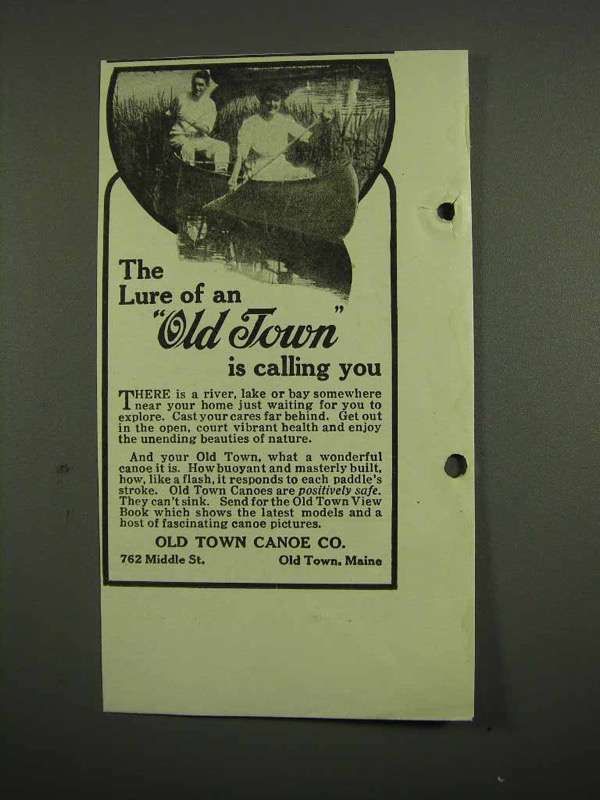 The
Lure of an
"Old Town"
is calling you
THERE is a river, lake or bay somewhere
near your home just waiting for you to
explore. Cast your cares far behind. Get out
in the open, court vibrant health and enjoy
the unending beauties of nature.
And your Old Town, what a wonderful
canoe it is. How buoyant and masterly built,
how, like a flash, it responds to each paddle's
stroke. Old Town Canoes are positively safe.
They can't sink. Send for the Old Town View
Book which shows the latest models and a
host of fascinating canoe pictures.
OLD TOWN CANOE CO.
762 Middle St. Old Town, Maine